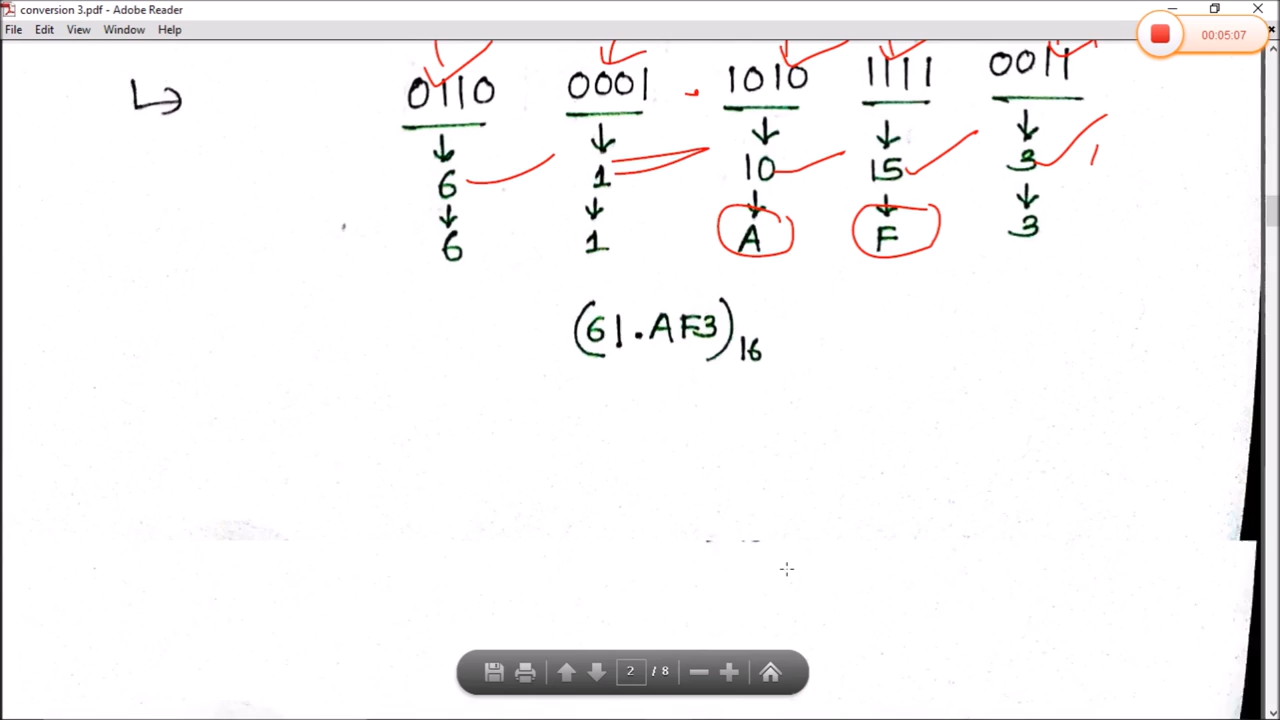 conversion 3.pdf - Adobe Reader
00:05:07
File Edit View Window Help
0110 0001 . 1010 1111 0011
6 1 10 15 3
6 1 A F 3
(61.AF3)16
2 / 8